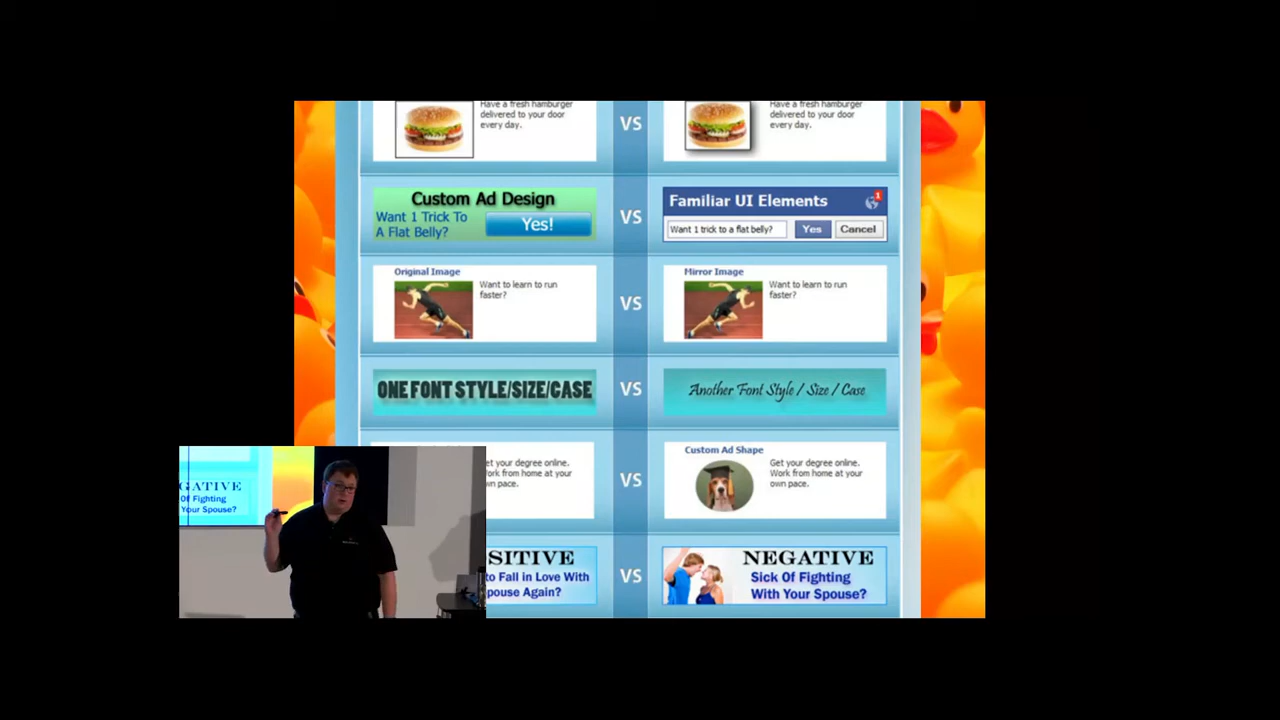 Have a fresh hamburger
delivered to your door
every day.
VS
Have a fresh hamburger
delivered to your door
every day.
Custom Ad Design
Want 1 Trick To
A Flat Belly?
Yes!
VS
Familiar UI Elements
1
Want 1 trick to a flat belly?
Yes
Cancel
Original Image
Want to learn to run
faster?
VS
Mirror Image
Want to learn to run
faster?
ONE FONT STYLE/SIZE/CASE
VS
Another Font Style / Size / Case
et your degree online.
Work from home at your
wn pace.
VS
Custom Ad Shape
Get your degree online.
Work from home at your
own pace.
SITIVE
to Fall in Love With
pouse Again?
VS
NEGATIVE
Sick Of Fighting
With Your Spouse?
GATIVE
Of Fighting
Your Spouse?